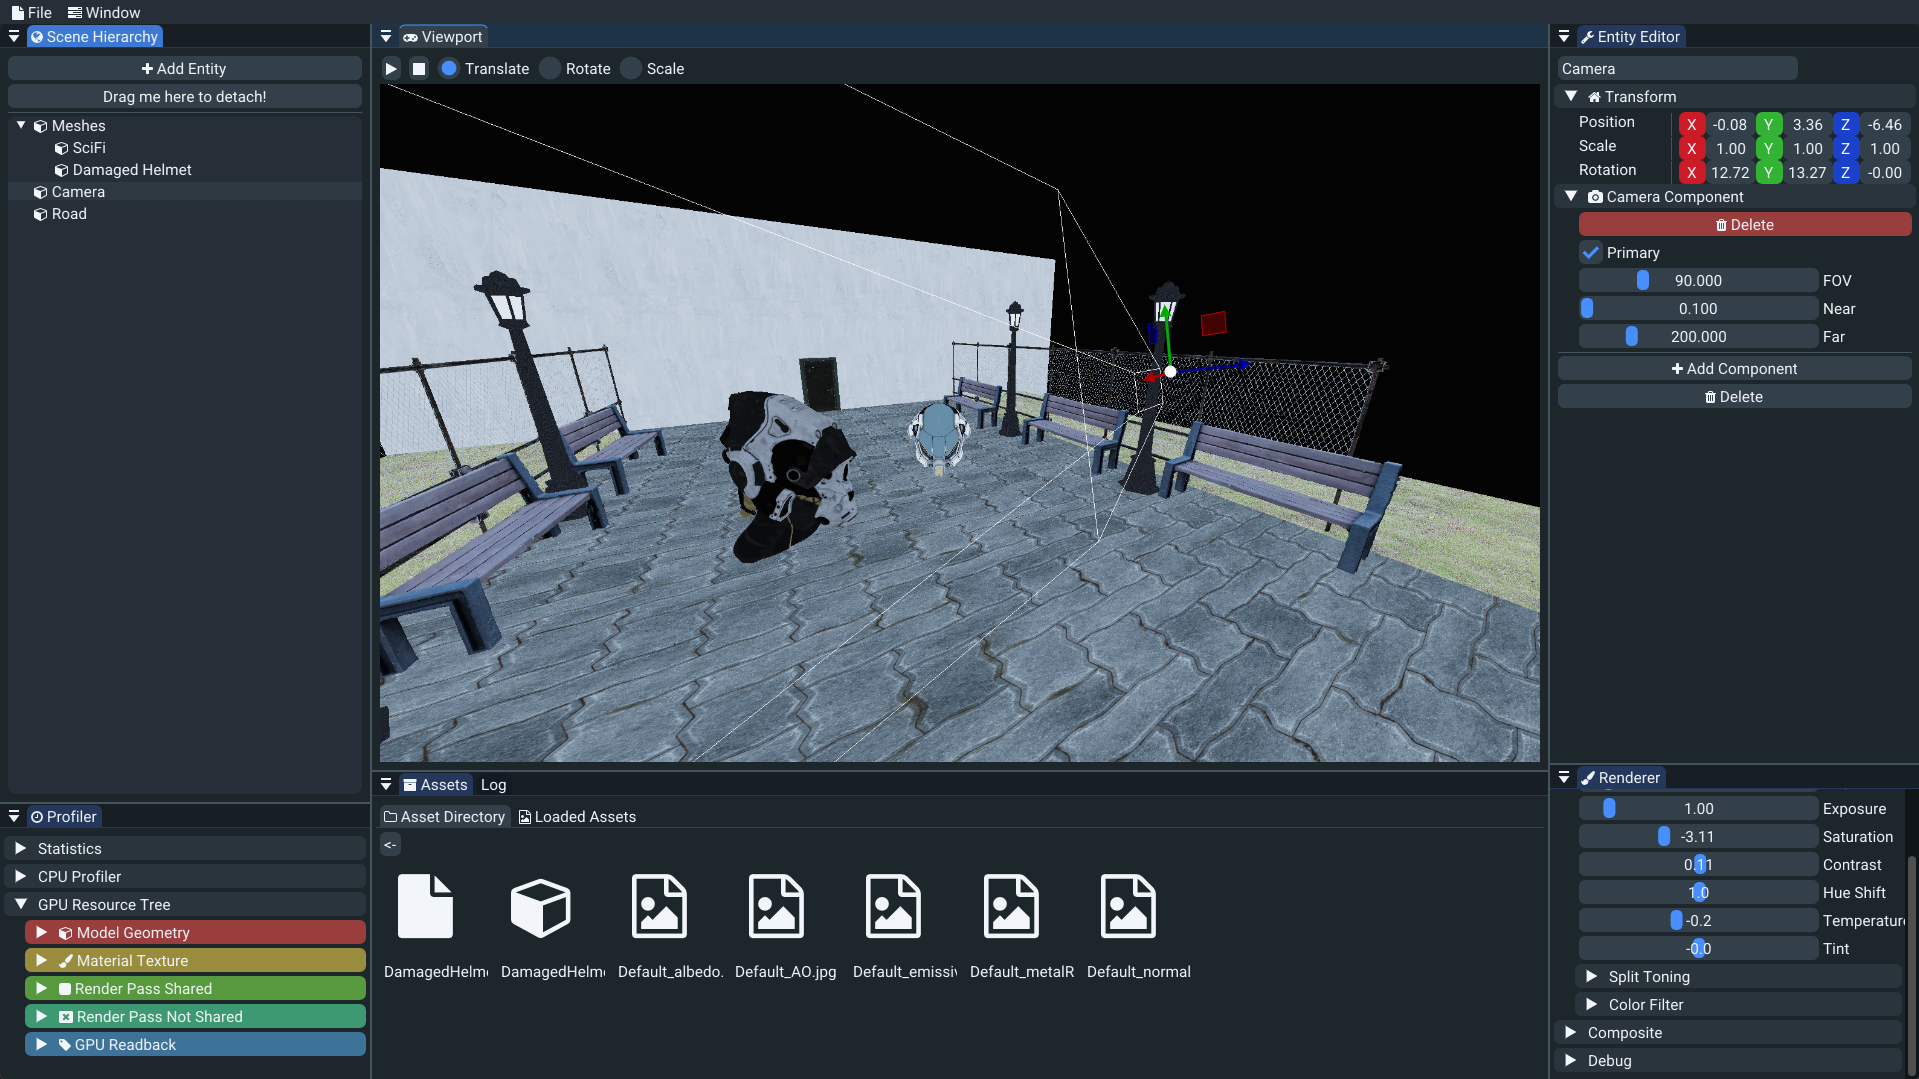 File Window
Scene Hierarchy
Add Entity
Drag me here to detach!
Meshes
SciFi
Damaged Helmet
Camera
Road
Profiler
Statistics
CPU Profiler
GPU Resource Tree
Model Geometry
Material Texture
Render Pass Shared
Render Pass Not Shared
GPU Readback
Viewport
Translate Rotate Scale
Assets Log
Asset Directory Loaded Assets
<-
DamagedHelm DamagedHelm Default_albedo. Default_AO.jpg Default_emissi Default_metalR Default_normal
Entity Editor
Camera
Transform
Position X -0.08 Y 3.36 Z -6.46
Scale X 1.00 Y 1.00 Z 1.00
Rotation X 12.72 Y 13.27 Z -0.00
Camera Component
Delete
Primary
90.000 FOV
0.100 Near
200.000 Far
Add Component
Delete
Renderer
1.00 Exposure
-3.11 Saturation
0.11 Contrast
1.0 Hue Shift
-0.2 Temperature
-0.0 Tint
Split Toning
Color Filter
Composite
Debug